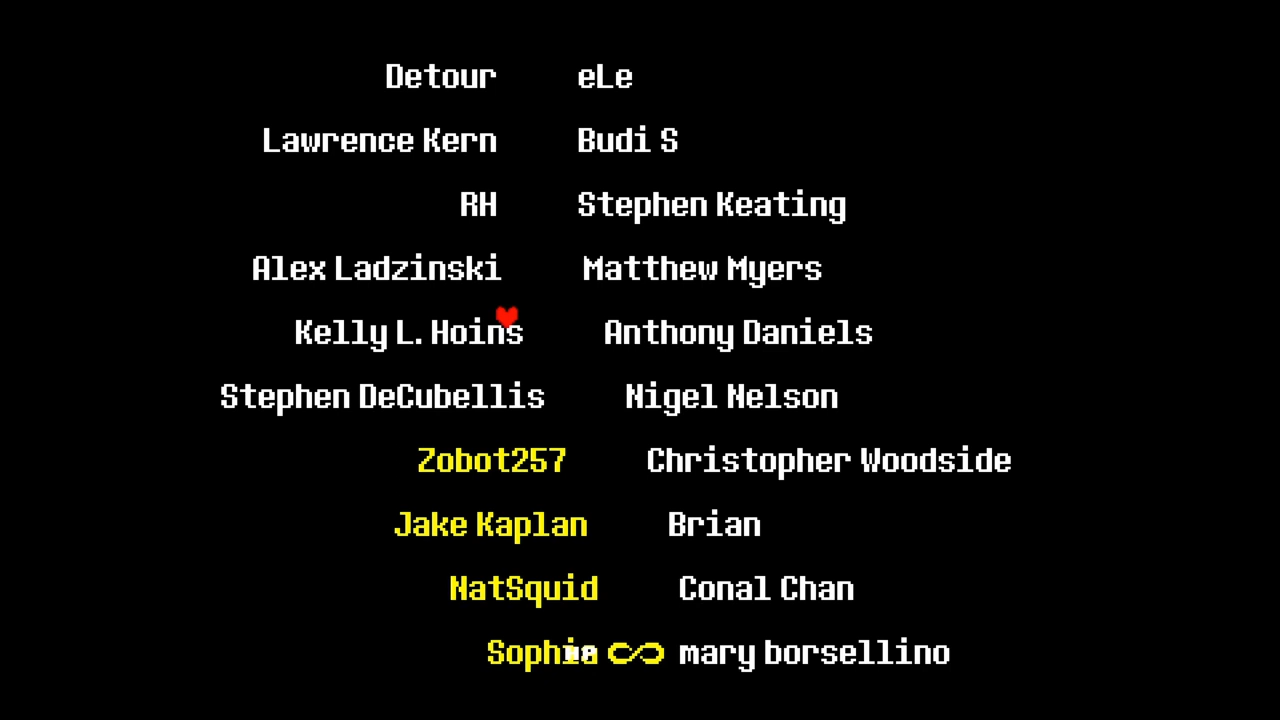 Detour eLe
Lawrence Kern Budi S
RH Stephen Keating
Alex Ladzinski Matthew Myers
Kelly L. Hoins Anthony Daniels
Stephen DeCubellis Nigel Nelson
Zobot257 Christopher Woodside
Jake Kaplan Brian
NatSquid Conal Chan
Sophia ∞ mary borsellino